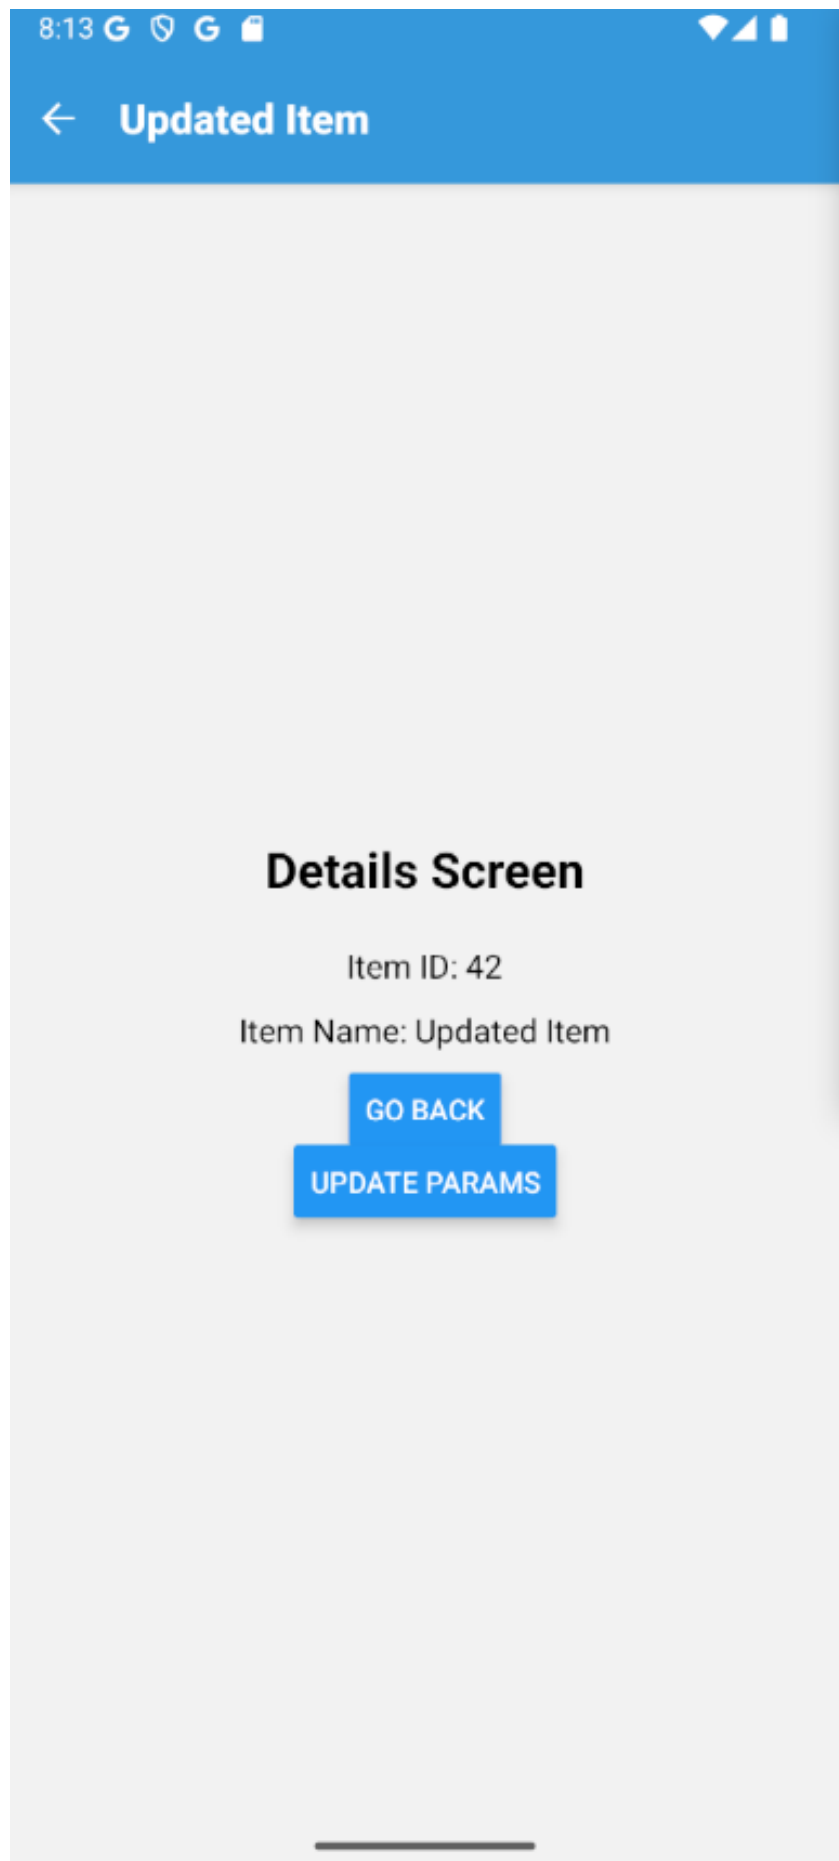 8:13 G G
Updated Item
Details Screen
Item ID: 42
Item Name: Updated Item
GO BACK
UPDATE PARAMS